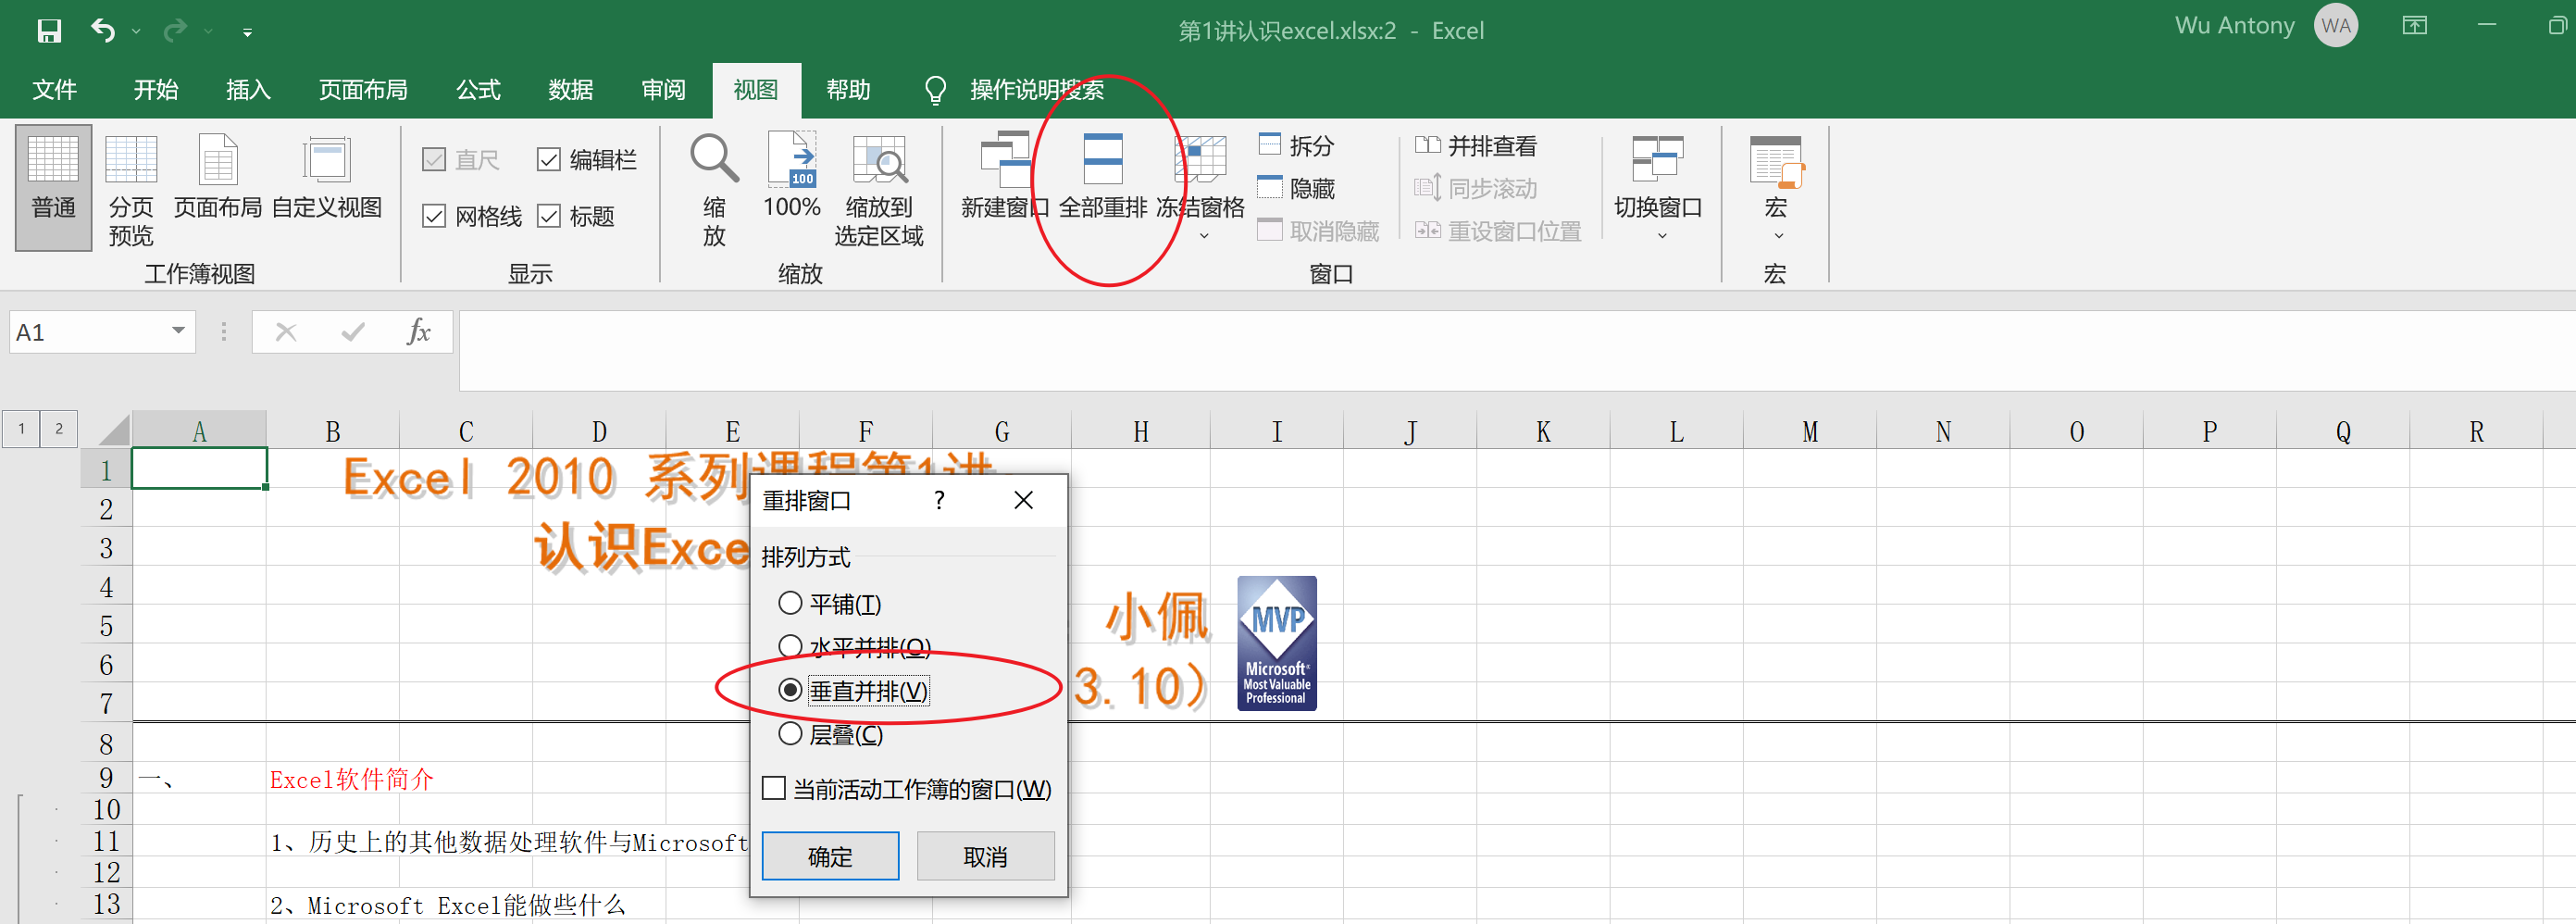 第1讲认识excel.xlsx:2 - Excel
Wu Antony
WA
文件 开始 插入 页面布局 公式 数据 审阅 视图 帮助 操作说明搜索
普通
分页
预览
页面布局
自定义视图
工作簿视图
直尺
编辑栏
网格线
标题
显示
缩
放
100
100%
缩放到
选定区域
缩放
新建窗口
全部重排
冻结窗格
拆分
隐藏
取消隐藏
并排查看
同步滚动
重设窗口位置
切换窗口
窗口
宏
宏
A1
fx
1 2
A B C D E F G H I J K L M N O P Q R
1
Excel 2010 系列课程第1讲
2
3
认识Exce
4
5
小佩
6
7
3.10）
MVP
Microsoft
Most Valuable
Professional
8
9
一、
Excel软件简介
10
11
1、历史上的其他数据处理软件与Microsoft
12
13
2、Microsoft Excel能做些什么
重排窗口
?
排列方式
平铺(T)
水平并排(O)
垂直并排(V)
层叠(C)
当前活动工作簿的窗口(W)
确定
取消